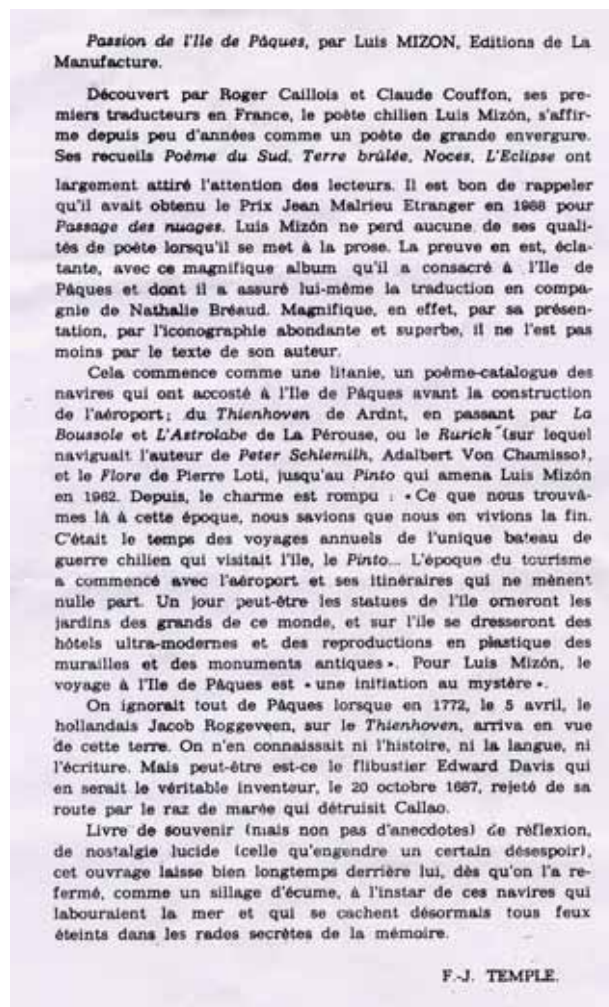 Passion de l'Ile de Pâques, par Luis MIZON, Editions de La
Manufacture.
Découvert par Roger Caillois et Claude Couffon, ses pre-
miers traducteurs en France, le poète chilien Luis Mizón, s'affir-
me depuis peu d'années comme un poète de grande envergure.
Ses recueils Poème du Sud, Terre brûlée, Noces, L'Eclipse ont
largement attiré l'attention des lecteurs. Il est bon de rappeler
qu'il avait obtenu le Prix Jean Malrieu Etranger en 1988 pour
Passage des nuages. Luis Mizón ne perd aucune de ses quali-
tés de poète lorsqu'il se met à la prose. La preuve en est, écla-
tante, avec ce magnifique album qu'il a consacré à l'Ile de
Pâques et dont il a assuré lui-même la traduction en compa-
gnie de Nathalie Bréaud. Magnifique, en effet, par sa présen-
tation, par l'iconographie abondante et superbe, il ne l'est pas
moins par le texte de son auteur.
Cela commence comme une litanie, un poème-catalogue des
navires qui ont accosté à l'Ile de Pâques avant la construction
de l'aéroport; du Thienhoven de Ardnt, en passant par La
Boussole et L'Astrolabe de La Pérouse, ou le Rurick (sur lequel
naviguait l'auteur de Peter Schlemilh, Adalbert Von Chamisso),
et le Flore de Pierre Loti, jusqu'au Pinto qui amena Luis Mizón
en 1962. Depuis, le charme est rompu : « Ce que nous trouvâ-
mes là à cette époque, nous savions que nous en vivions la fin.
C'était le temps des voyages annuels de l'unique bateau de
guerre chilien qui visitait l'île, le Pinto... L'époque du tourisme
a commencé avec l'aéroport et ses itinéraires qui ne mènent
nulle part. Un jour peut-être les statues de l'île orneront les
jardins des grands de ce monde, et sur l'île se dresseront des
hôtels ultra-modernes et des reproductions en plastique des
murailles et des monuments antiques ». Pour Luis Mizón, le
voyage à l'Ile de Pâques est « une initiation au mystère ».
On ignorait tout de Pâques lorsque en 1772, le 5 avril, le
hollandais Jacob Roggeveen, sur le Thienhoven, arriva en vue
de cette terre. On n'en connaissait ni l'histoire, ni la langue, ni
l'écriture. Mais peut-être est-ce le flibustier Edward Davis qui
en serait le véritable inventeur, le 20 octobre 1687, rejeté de sa
route par le raz de marée qui détruisit Callao.
Livre de souvenir (mais non pas d'anecdotes) de réflexion,
de nostalgie lucide (celle qu'engendre un certain désespoir),
cet ouvrage laisse bien longtemps derrière lui, dès qu'on l'a re-
fermé, comme un sillage d'écume, à l'instar de ces navires qui
labouraient la mer et qui se cachent désormais tous feux
éteints dans les rades secrètes de la mémoire.
F.-J. TEMPLE.